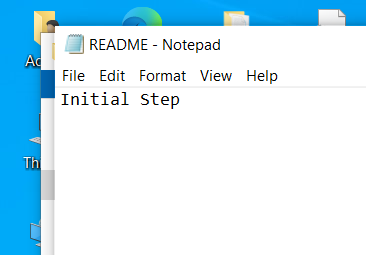 README - Notepad
File Edit Format View Help
Initial Step